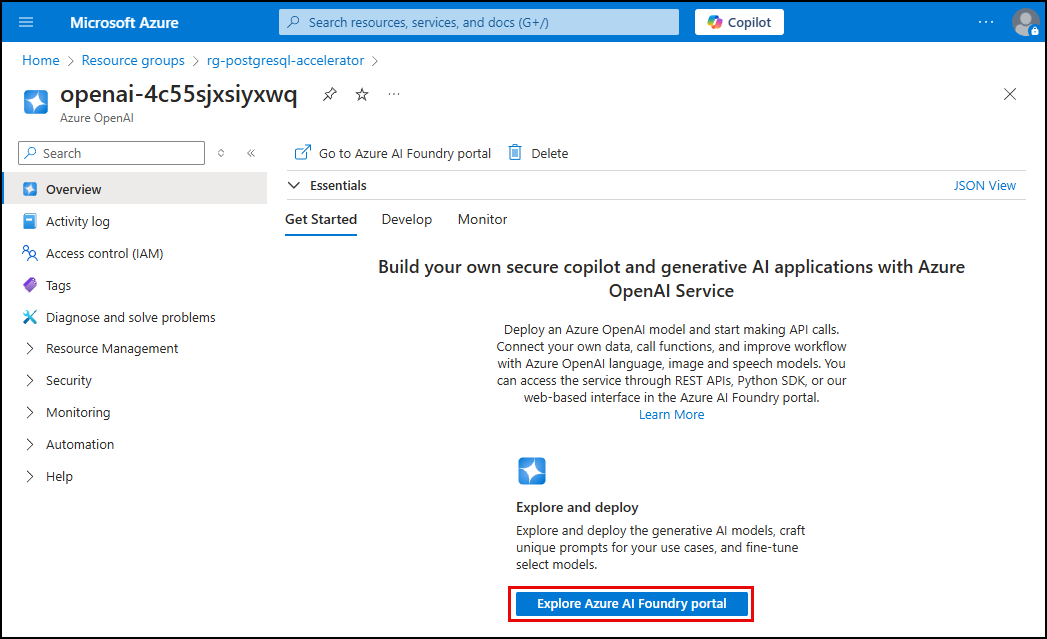 Microsoft Azure
Search resources, services, and docs (G+/)
Copilot
...
Home > Resource groups > rg-postgresql-accelerator >
openai-4c55sjxsiyxwq
...
Azure OpenAI
Search
Go to Azure AI Foundry portal
Delete
Overview
Activity log
Access control (IAM)
Tags
Diagnose and solve problems
Resource Management
Security
Monitoring
Automation
Help
Essentials
JSON View
Get Started
Develop
Monitor
Build your own secure copilot and generative AI applications with Azure
OpenAI Service
Deploy an Azure OpenAI model and start making API calls.
Connect your own data, call functions, and improve workflow
with Azure OpenAI language, image and speech models. You
can access the service through REST APIs, Python SDK, or our
web-based interface in the Azure AI Foundry portal.
Learn More
Explore and deploy
Explore and deploy the generative AI models, craft
unique prompts for your use cases, and fine-tune
select models.
Explore Azure AI Foundry portal